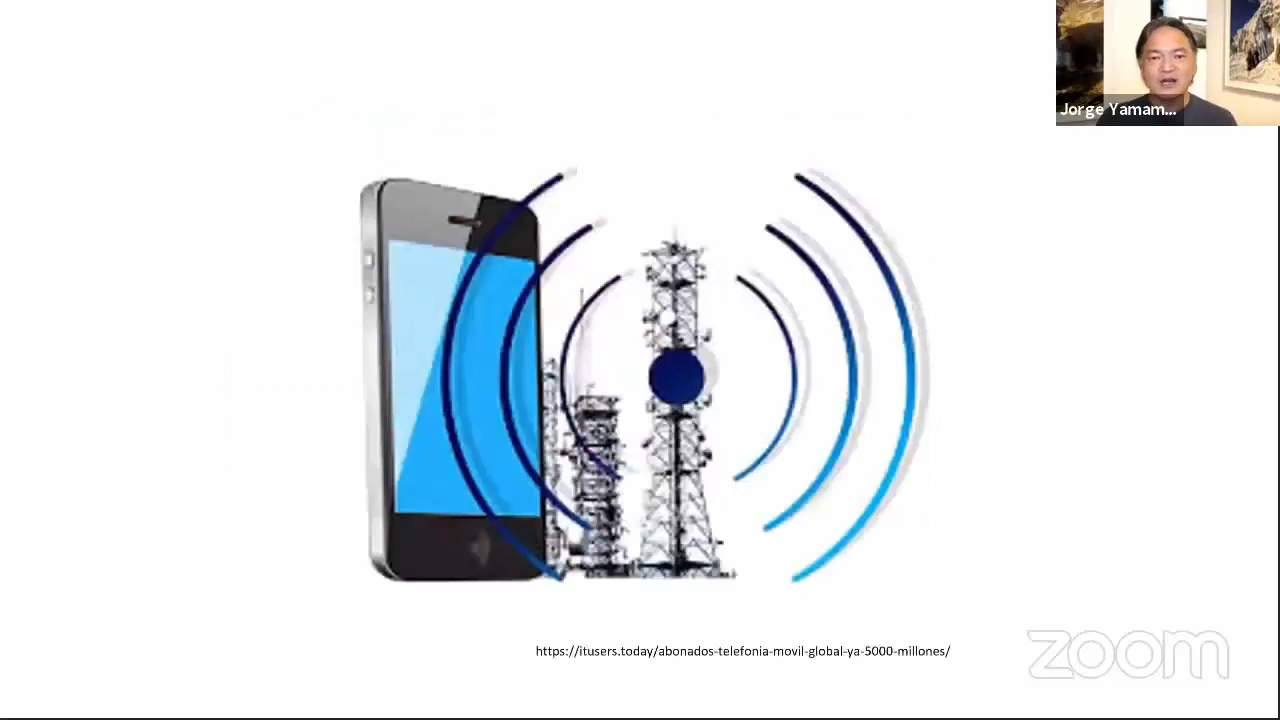 Jorge Yamam...
https://itusers.today/abonados-telefonia-movil-global-ya-5000-millones/
zoom